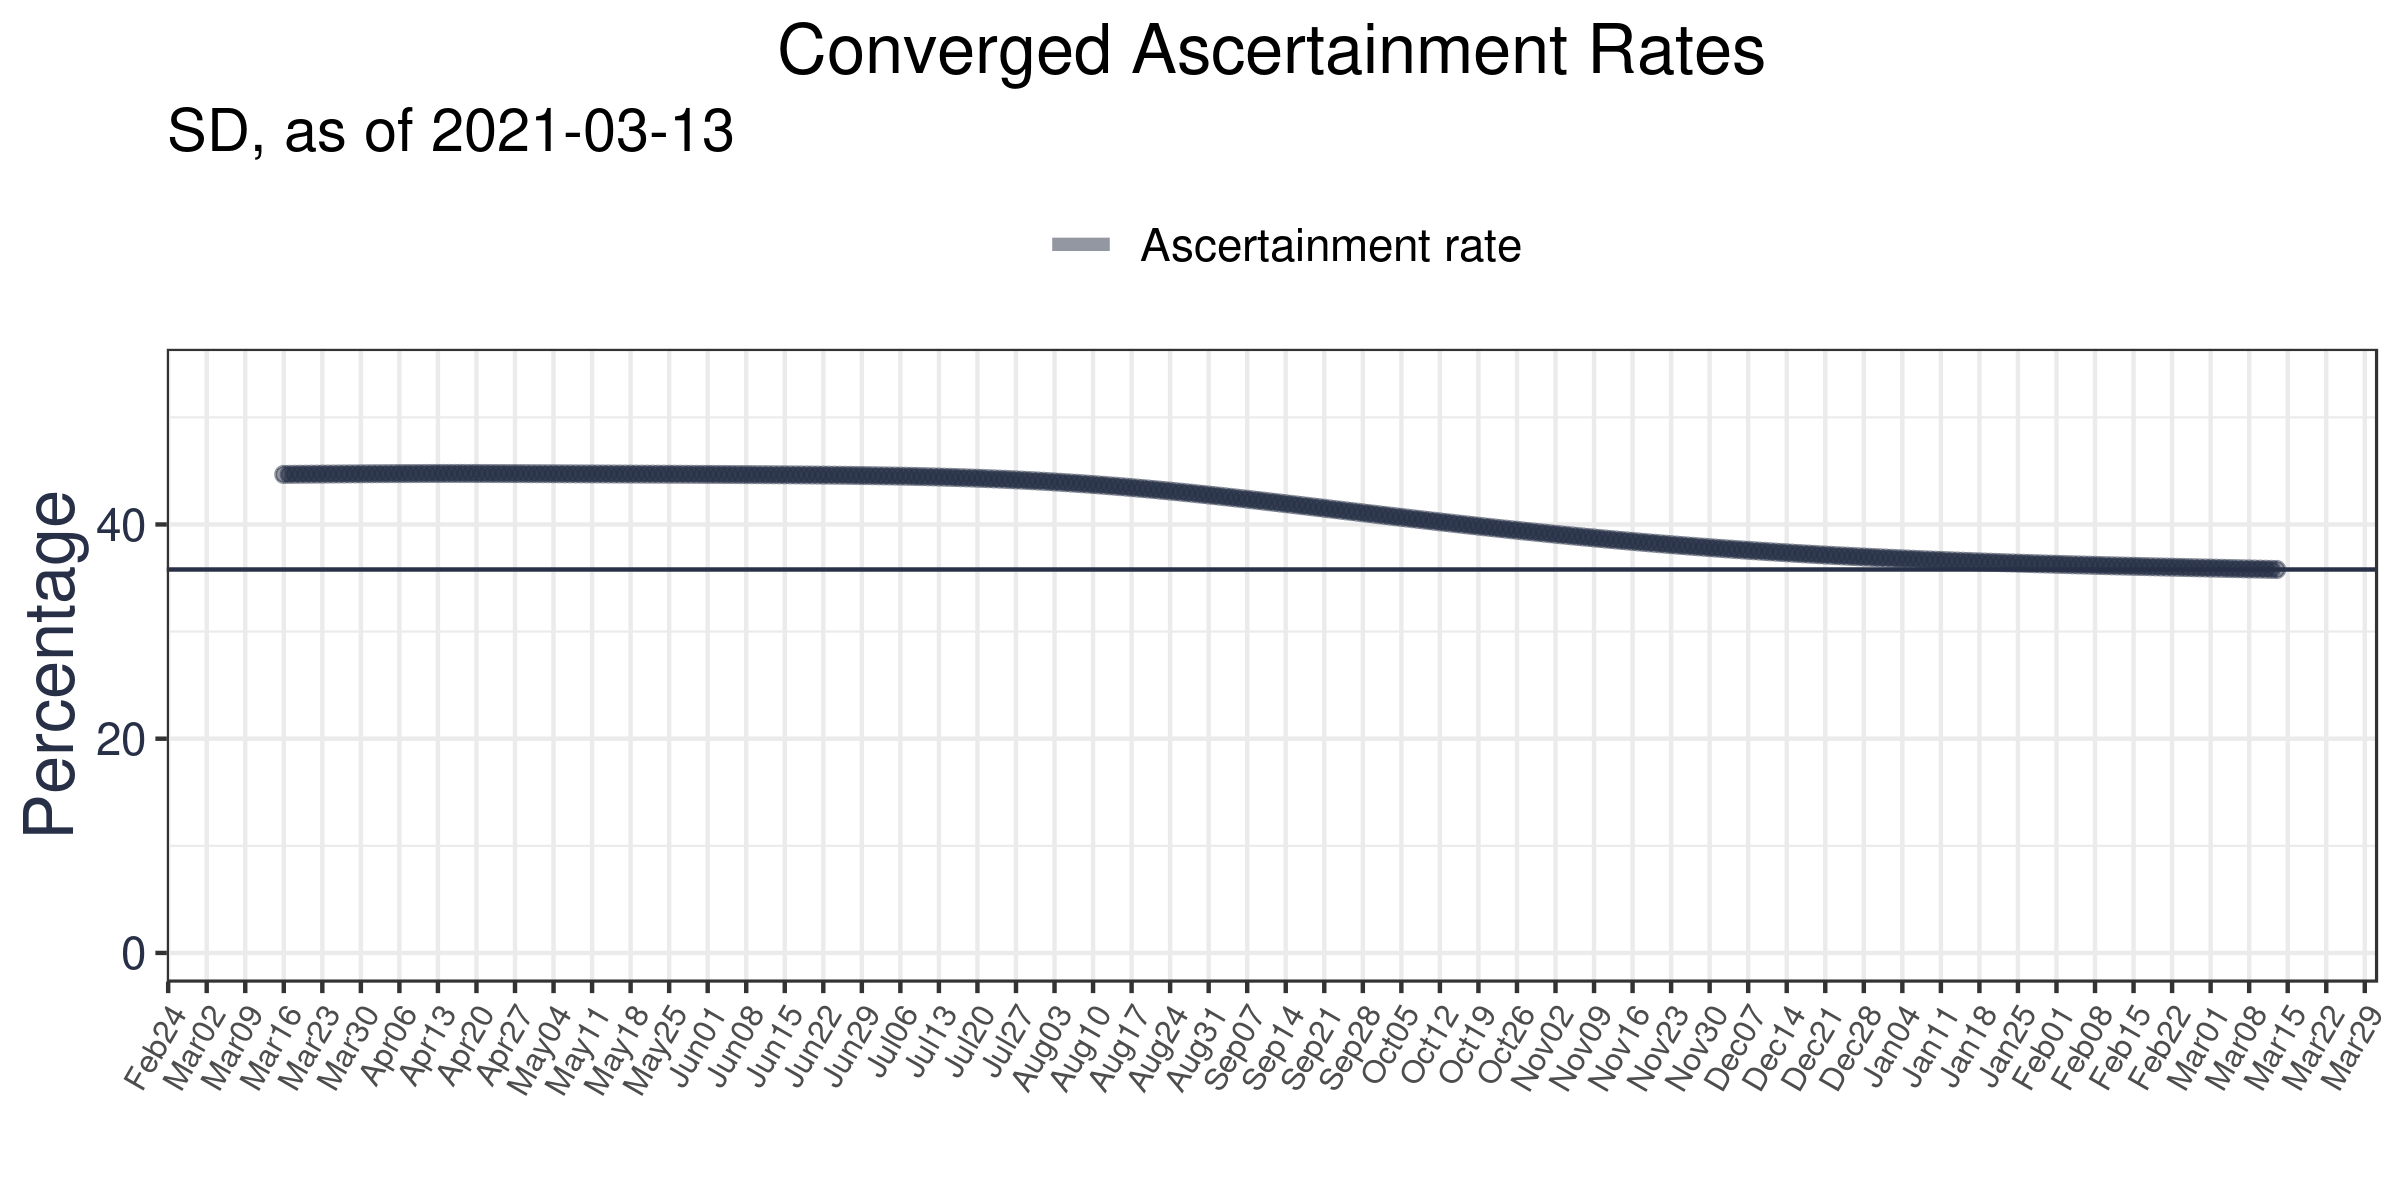 Converged Ascertainment Rates
SD, as of 2021-03-13
Ascertainment rate
Percentage
40
20
0
Feb24
Mar02
Mar09
Mar16
Mar23
Mar30
Apr06
Apr13
Apr20
Apr27
May04
May11
May18
May25
Jun01
Jun08
Jun15
Jun22
Jun29
Jul06
Jul13
Jul20
Jul27
Aug03
Aug10
Aug17
Aug24
Aug31
Sep07
Sep14
Sep21
Sep28
Oct05
Oct12
Oct19
Oct26
Nov02
Nov09
Nov16
Nov23
Nov30
Dec07
Dec14
Dec21
Dec28
Jan04
Jan11
Jan18
Jan25
Feb01
Feb08
Feb15
Feb22
Mar01
Mar08
Mar15
Mar22
Mar29